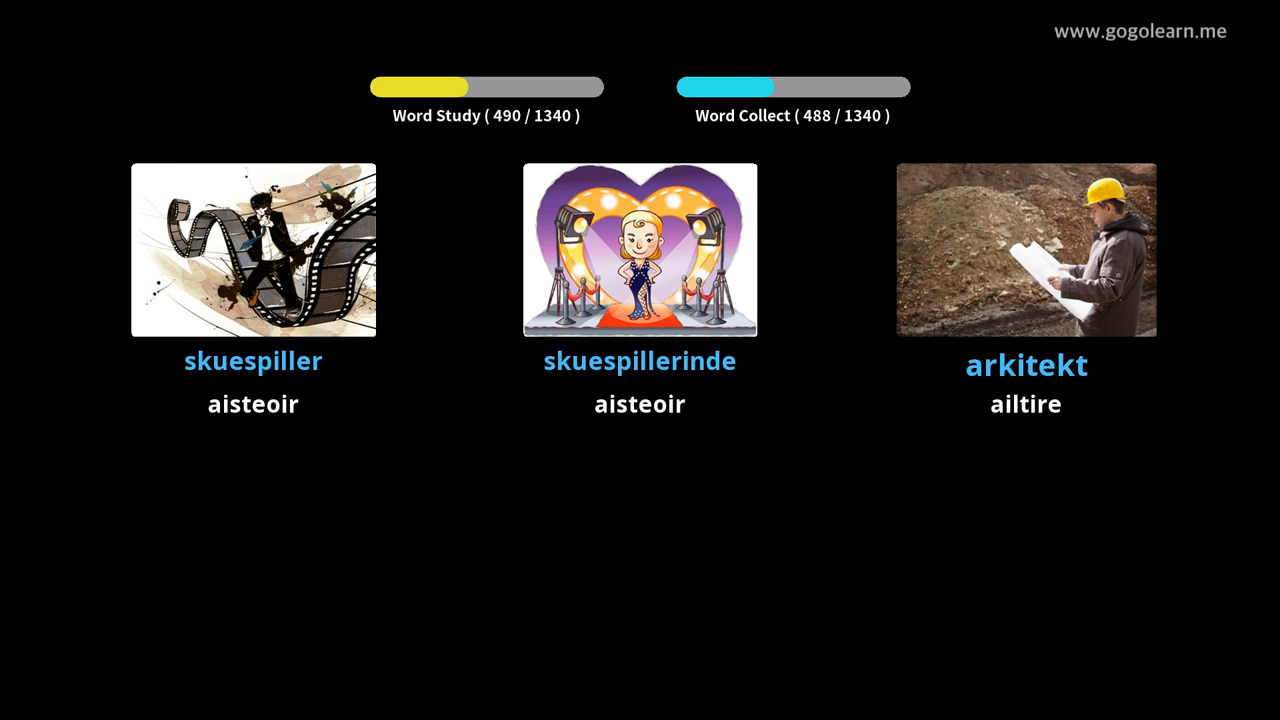 www.gogolearn.me
Word Study ( 490 / 1340 )
Word Collect ( 488 / 1340 )
skuespiller
skuespillerinde
arkitekt
aisteoir
aisteoir
ailtire